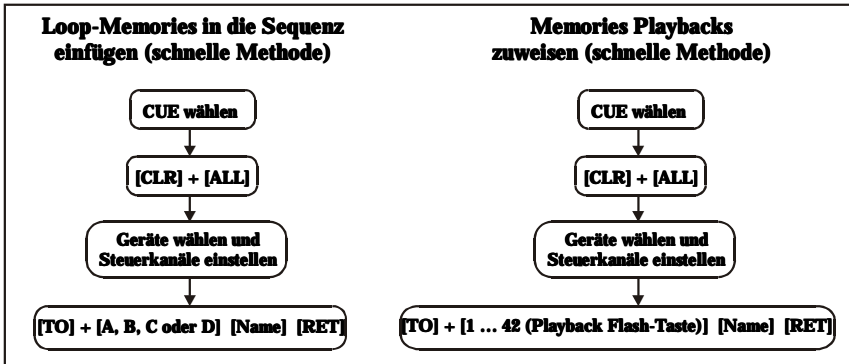 Loop-Memories in die Sequenz
einfügen (schnelle Methode)
CUE wählen
[CLR] + [ALL]
Geräte wählen und
Steuerkanäle einstellen
[TO] + [A, B, C oder D] [Name] [RET]
Memories Playbacks
zuweisen (schnelle Methode)
CUE wählen
[CLR] + [ALL]
Geräte wählen und
Steuerkanäle einstellen
[TO] + [1 ... 42 (Playback Flash-Taste)] [Name] [RET]